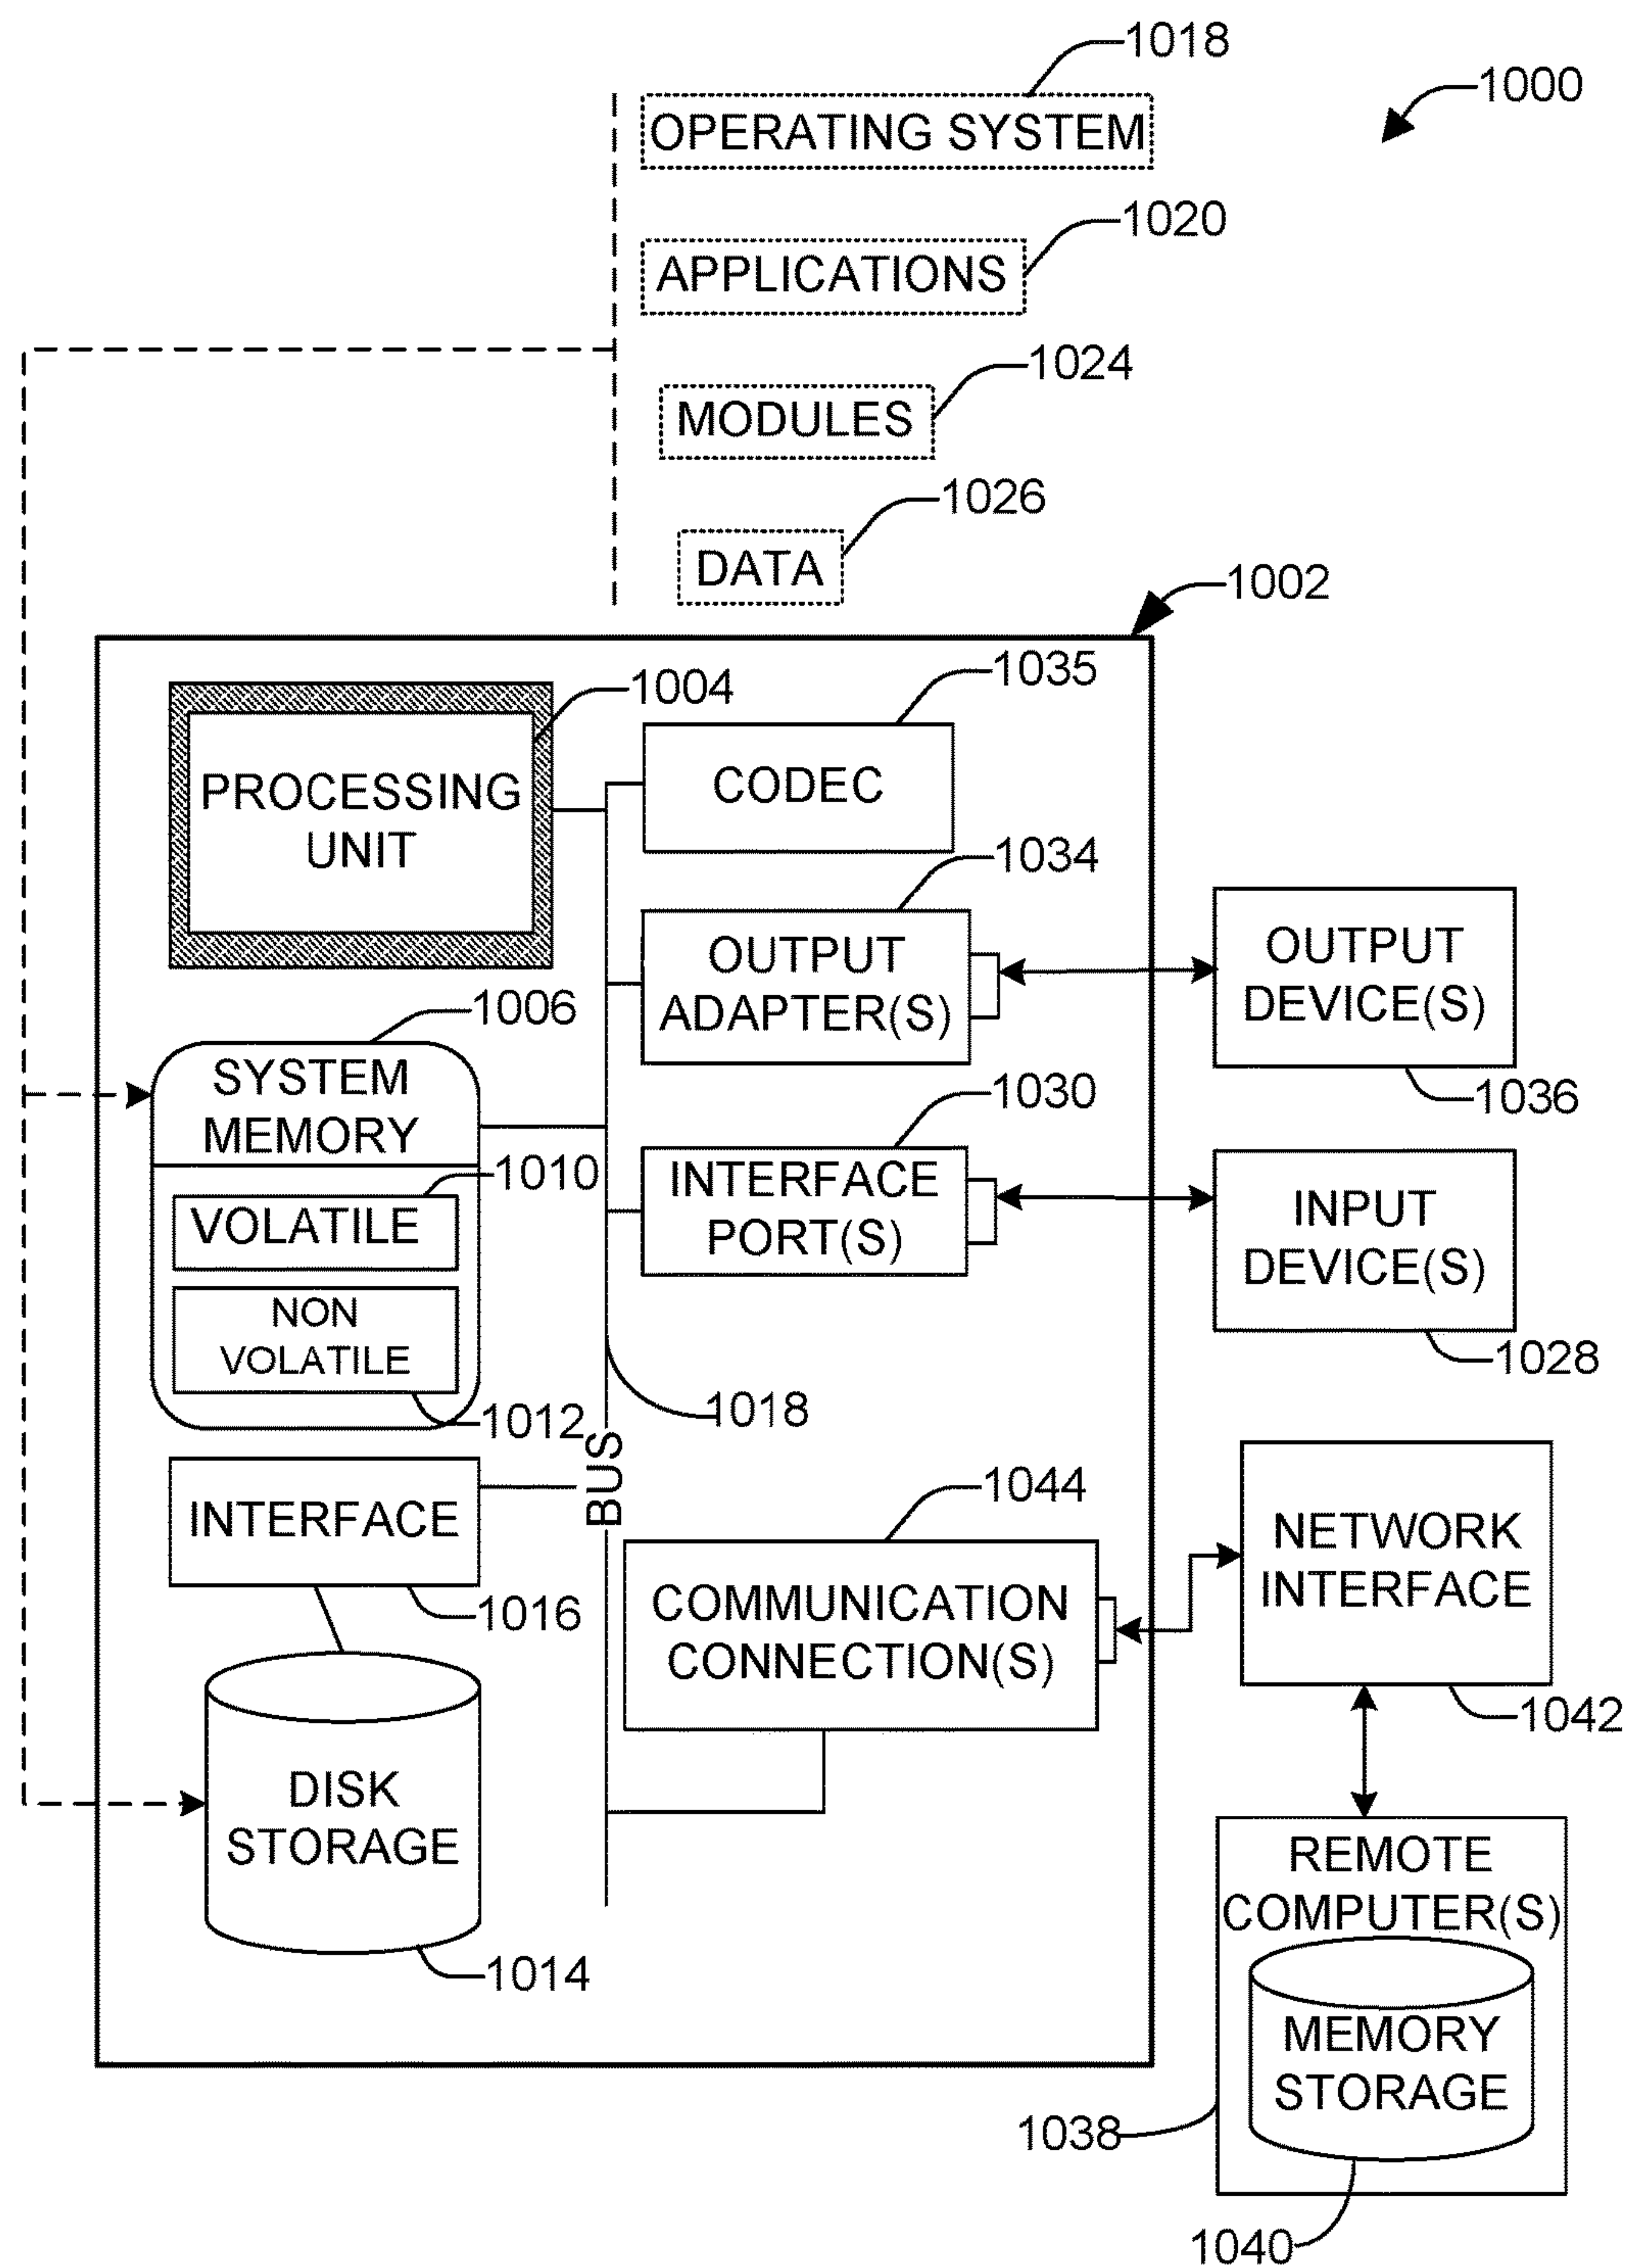 1018
1000
OPERATING SYSTEM
1020
APPLICATIONS
1024
MODULES
1026
DATA
1002
1035
1004
CODEC
PROCESSING
UNIT
1034
OUTPUT
ADAPTER(S)
OUTPUT
DEVICE(S)
1036
1006
SYSTEM
MEMORY
1030
1010
VOLATILE
INTERFACE
PORT(S)
INPUT
DEVICE(S)
1028
NON
VOLATILE
1012
1018
BUS
INTERFACE
1016
1044
COMMUNICATION
CONNECTION(S)
NETWORK
INTERFACE
1042
DISK
STORAGE
1014
REMOTE
COMPUTER(S)
MEMORY
STORAGE
1038
1040